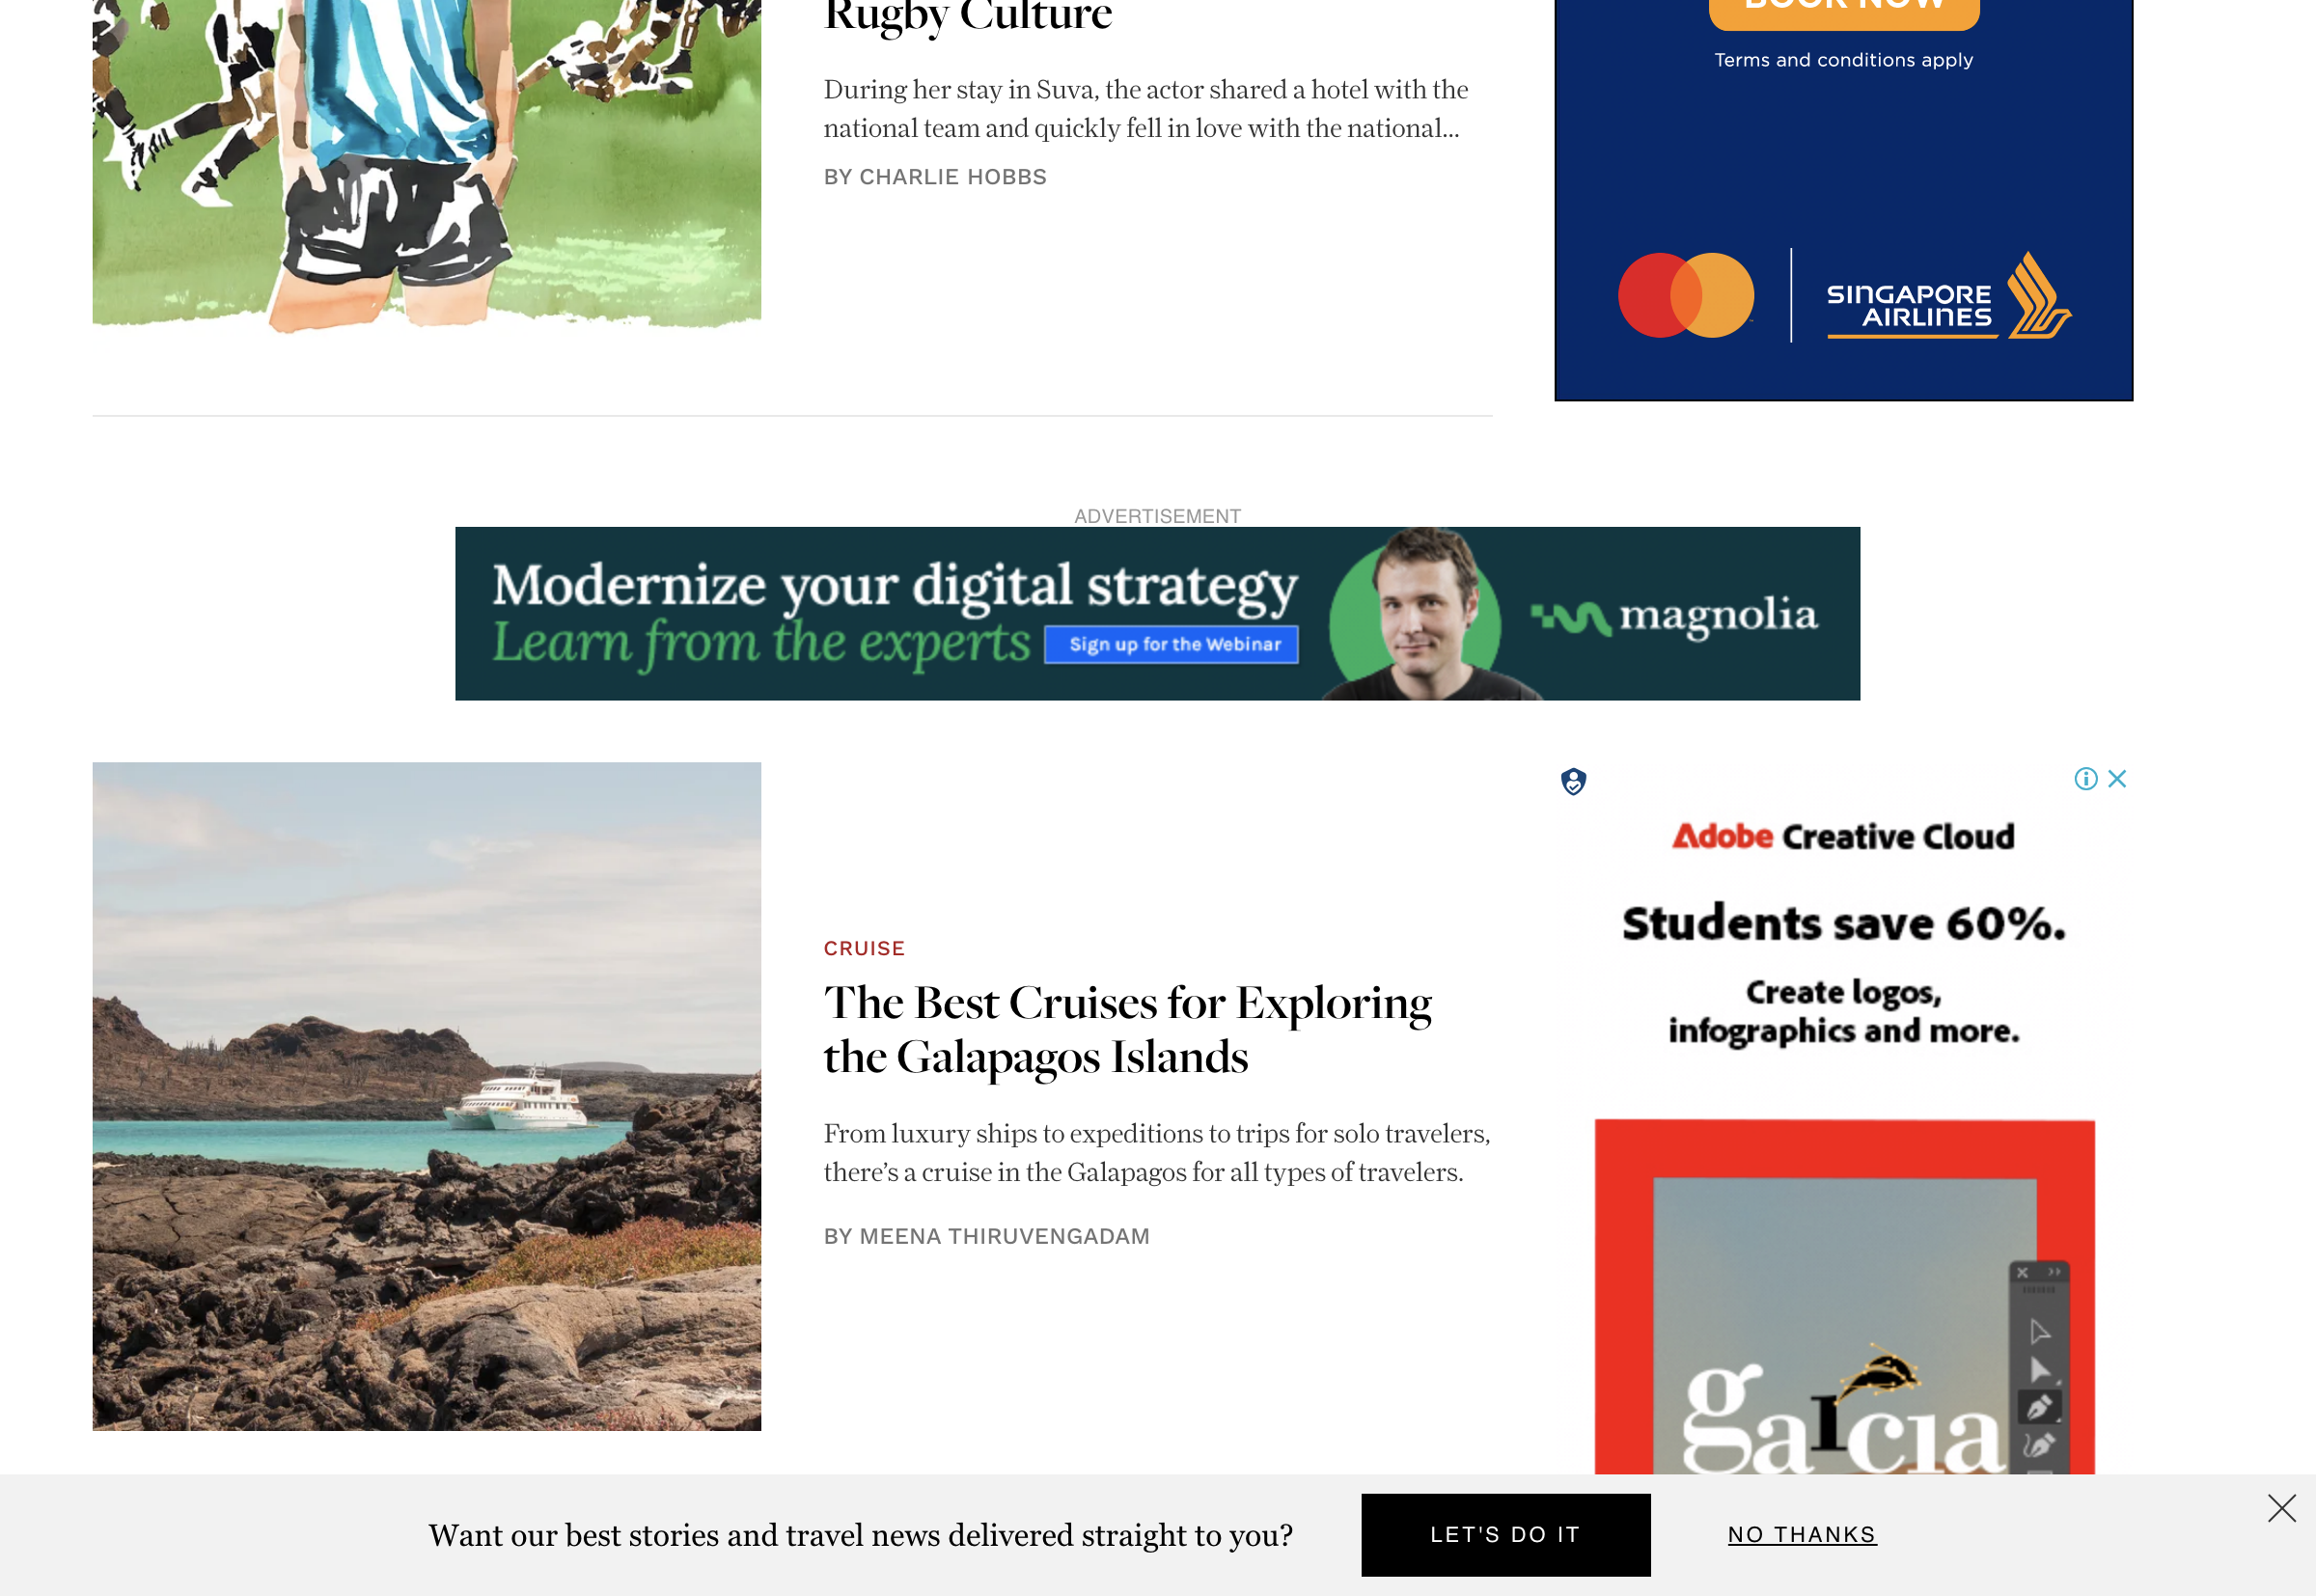 Rugby Culture
During her stay in Suva, the actor shared a hotel with the
national team and quickly fell in love with the national...
BY CHARLIE HOBBS
BOOK NOW
Terms and conditions apply
SINGAPORE
AIRLINES
ADVERTISEMENT
Modernize your digital strategy
Learn from the experts
Sign up for the Webinar
magnolia
CRUISE
The Best Cruises for Exploring
the Galapagos Islands
From luxury ships to expeditions to trips for solo travelers,
there’s a cruise in the Galapagos for all types of travelers.
BY MEENA THIRUVENGADAM
Adobe Creative Cloud
Students save 60%.
Create logos,
infographics and more.
garcia
Want our best stories and travel news delivered straight to you?
LET'S DO IT
NO THANKS